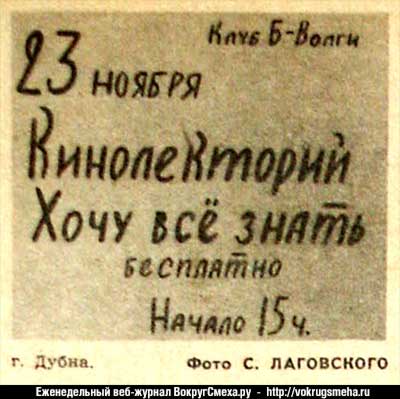 Клуб Б-Волги
23 НОЯБРЯ
Кинолекторий
Хочу всё знать
бесплатно
Начало 15 ч.
г. Дубна. Фото С. ЛАГОВСКОГО
Еженедельный веб-журнал ВокругСмеха.ру - http://vokrugsmeha.ru